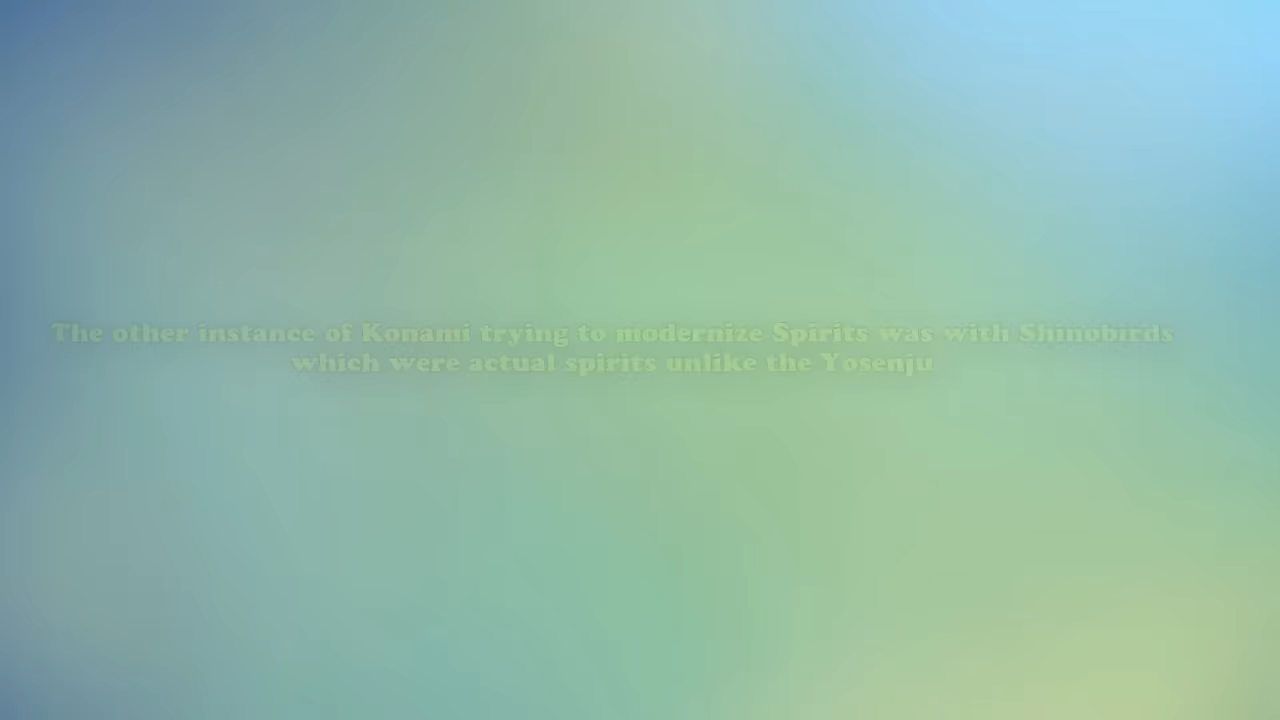 The other instance of Konami trying to modernize Spirits was with Shinobirds
which were actual spirits unlike the Yosenju